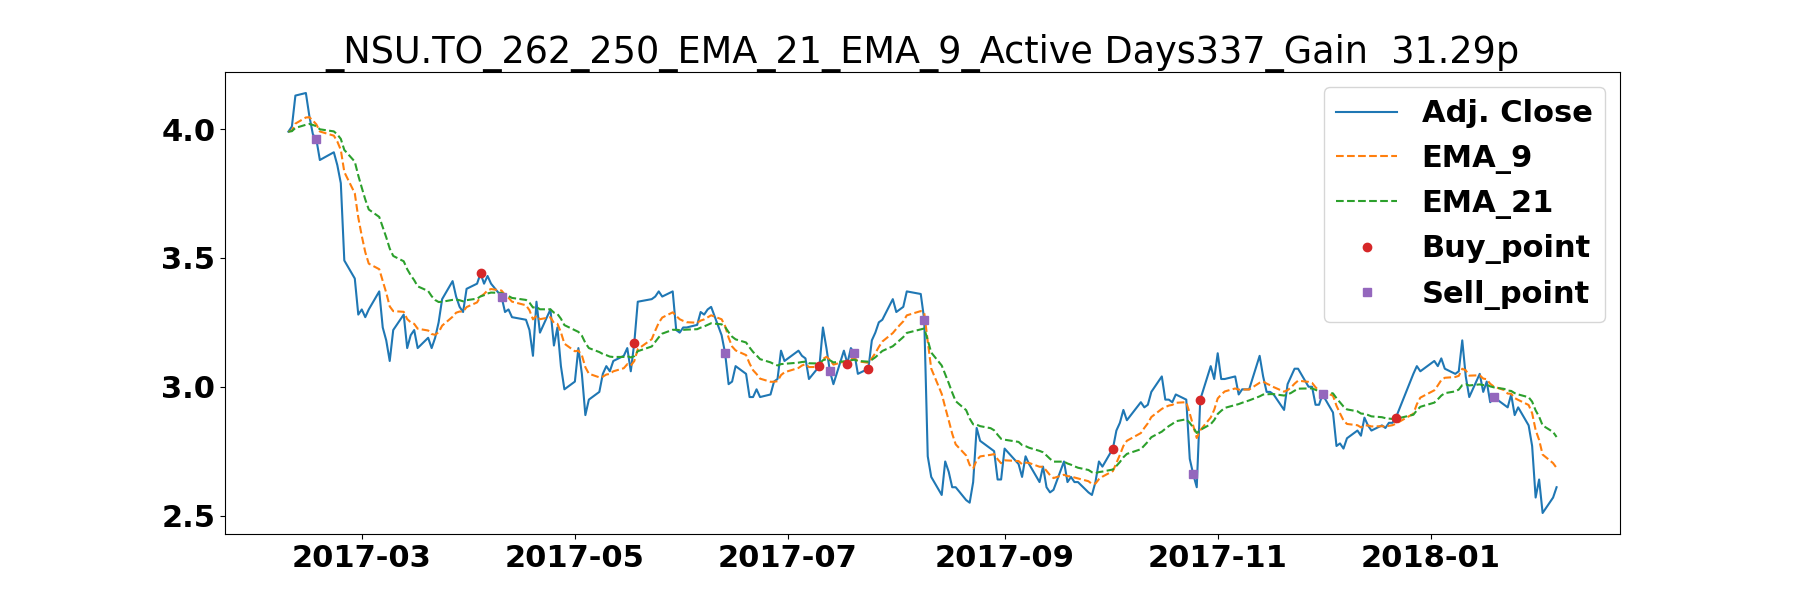 _NSU.TO_262_250_EMA_21_EMA_9_Active Days337_Gain  31.29p
Adj. Close
EMA_9
EMA_21
Buy_point
Sell_point
4.0
3.5
3.0
2.5
2017-03 2017-05 2017-07 2017-09 2017-11 2018-01